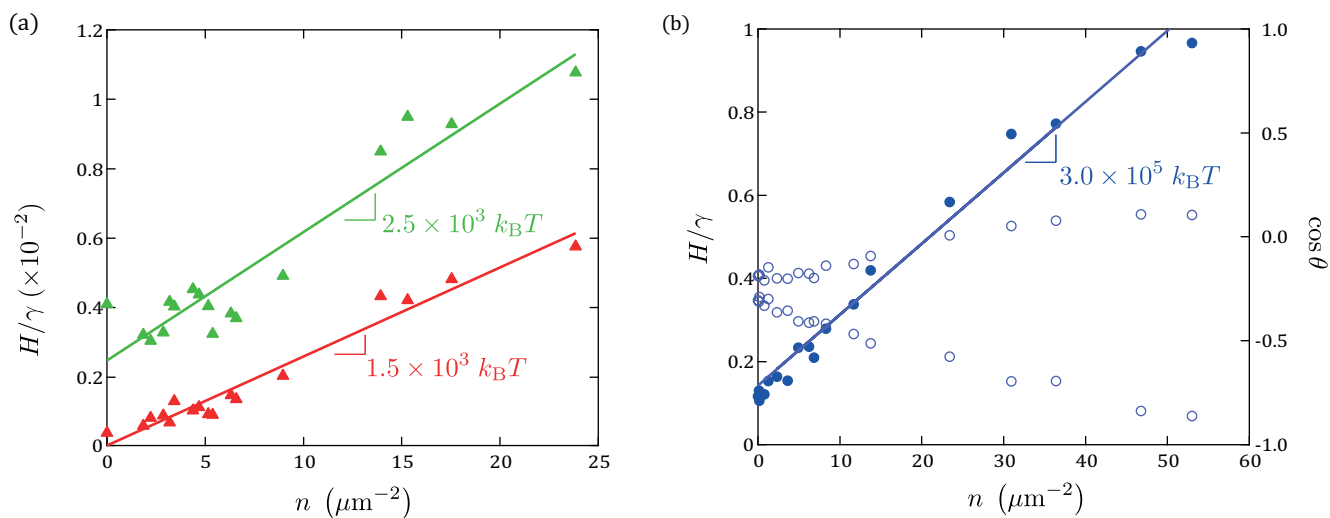 (a)
1.2
1
0.8
0.6
0.4
0.2
0
0 5 10 15 20 25
H/γ (×10⁻²)
n (μm⁻²)
2.5 × 10³ k_BT
1.5 × 10³ k_BT
(b)
1
0.8
0.6
0.4
0.2
0
0 10 20 30 40 50 60
H/γ
n (μm⁻²)
3.0 × 10⁵ k_BT
1.0
0.5
0.0
-0.5
-1.0
cos θ